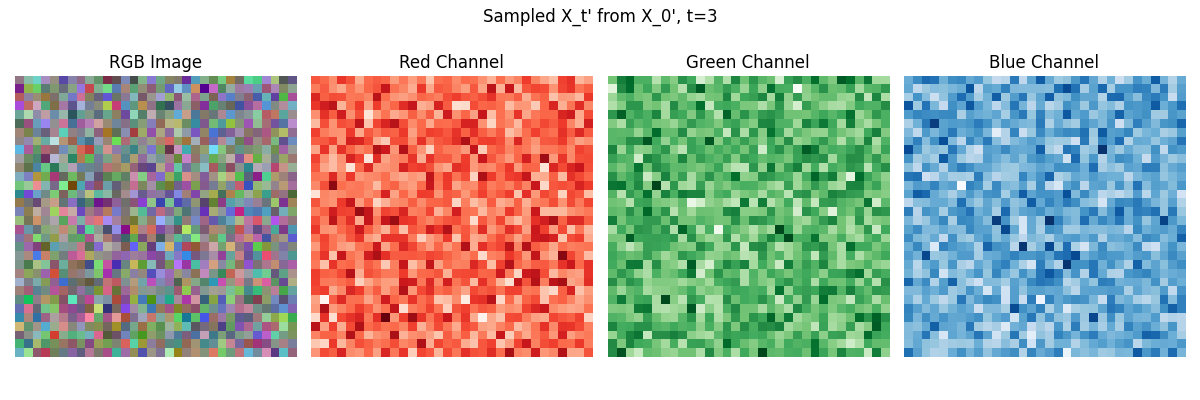 Sampled X_t' from X_0', t=3
RGB Image
Red Channel
Green Channel
Blue Channel